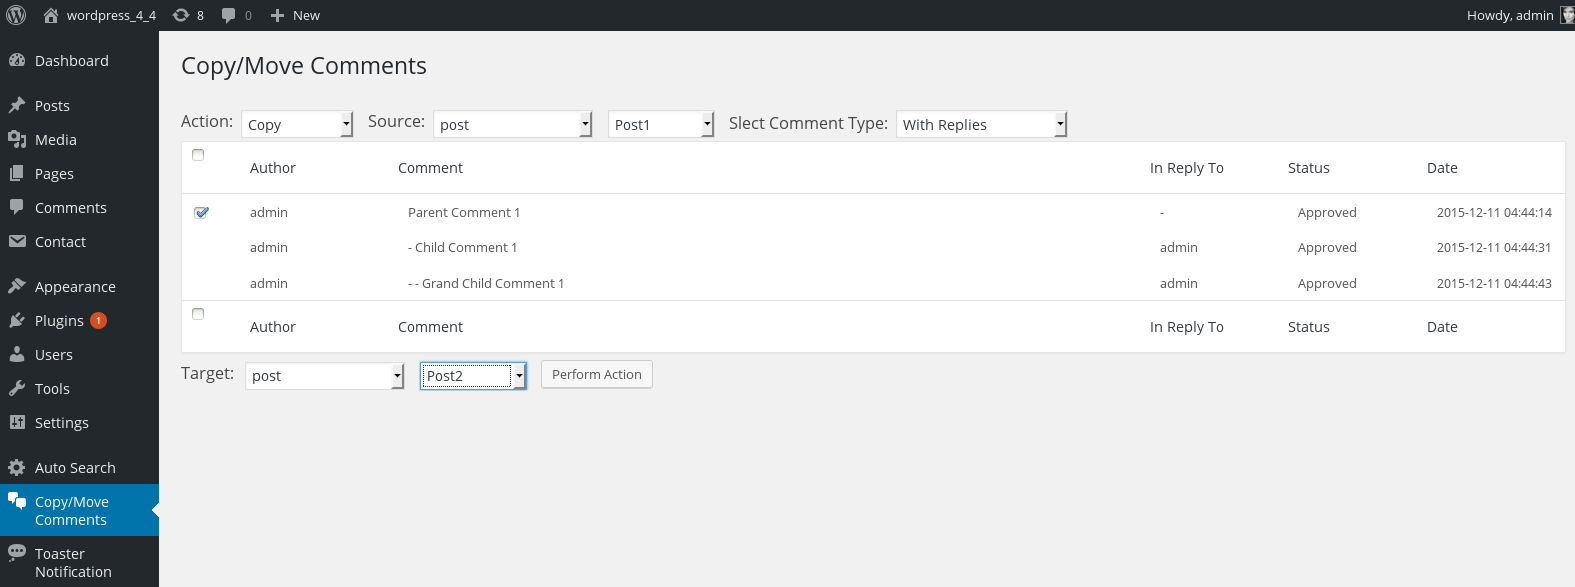 wordpress_4_4 8 0 New Howdy, admin
Dashboard
Posts
Media
Pages
Comments
Contact
Appearance
Plugins 1
Users
Tools
Settings
Auto Search
Copy/Move
Comments
Toaster
Notification
Copy/Move Comments
Action: Copy Source: post Post1 Slect Comment Type: With Replies
Author Comment In Reply To Status Date
admin Parent Comment 1 - Approved 2015-12-11 04:44:14
admin - Child Comment 1 admin Approved 2015-12-11 04:44:31
admin - - Grand Child Comment 1 admin Approved 2015-12-11 04:44:43
Author Comment In Reply To Status Date
Target: post Post2 Perform Action